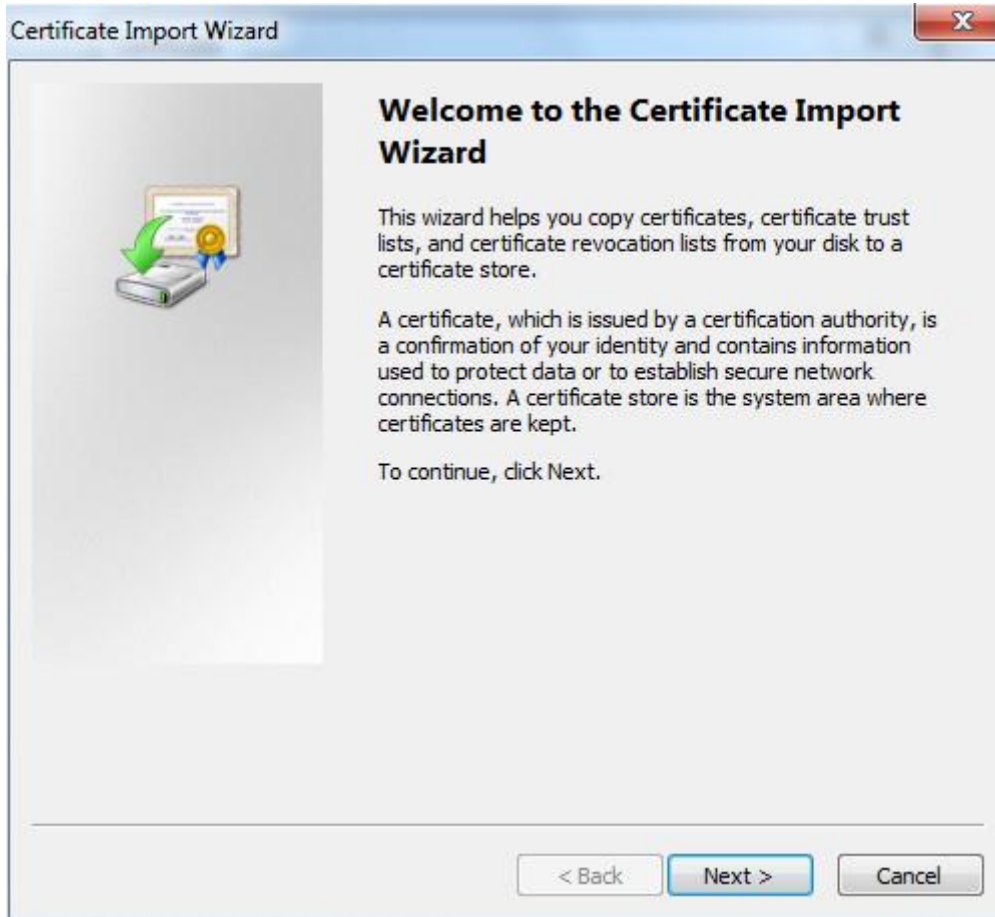 Certificate Import Wizard
Welcome to the Certificate Import
Wizard
This wizard helps you copy certificates, certificate trust
lists, and certificate revocation lists from your disk to a
certificate store.
A certificate, which is issued by a certification authority, is
a confirmation of your identity and contains information
used to protect data or to establish secure network
connections. A certificate store is the system area where
certificates are kept.
To continue, click Next.
< Back Next > Cancel